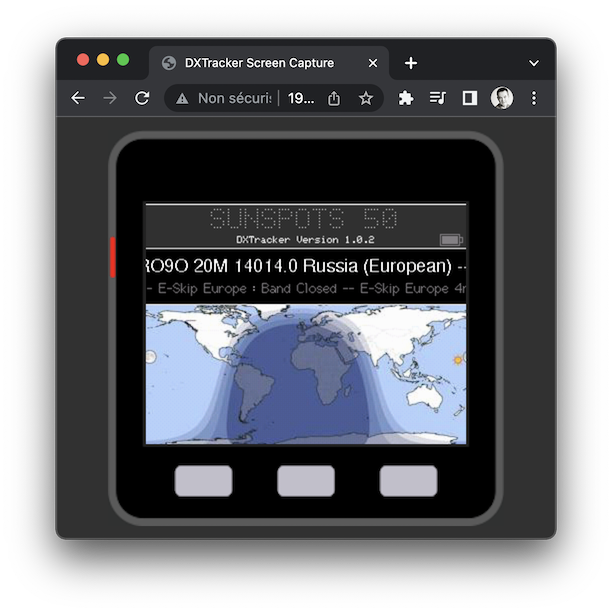 DXTracker Screen Capture
Non sécuris
19...
SUNSPOTS 50
DXTracker Version 1.0.2
RO9O 20M 14014.0 Russia (European) --
- E-Skip Europe : Band Closed -- E-Skip Europe 4m